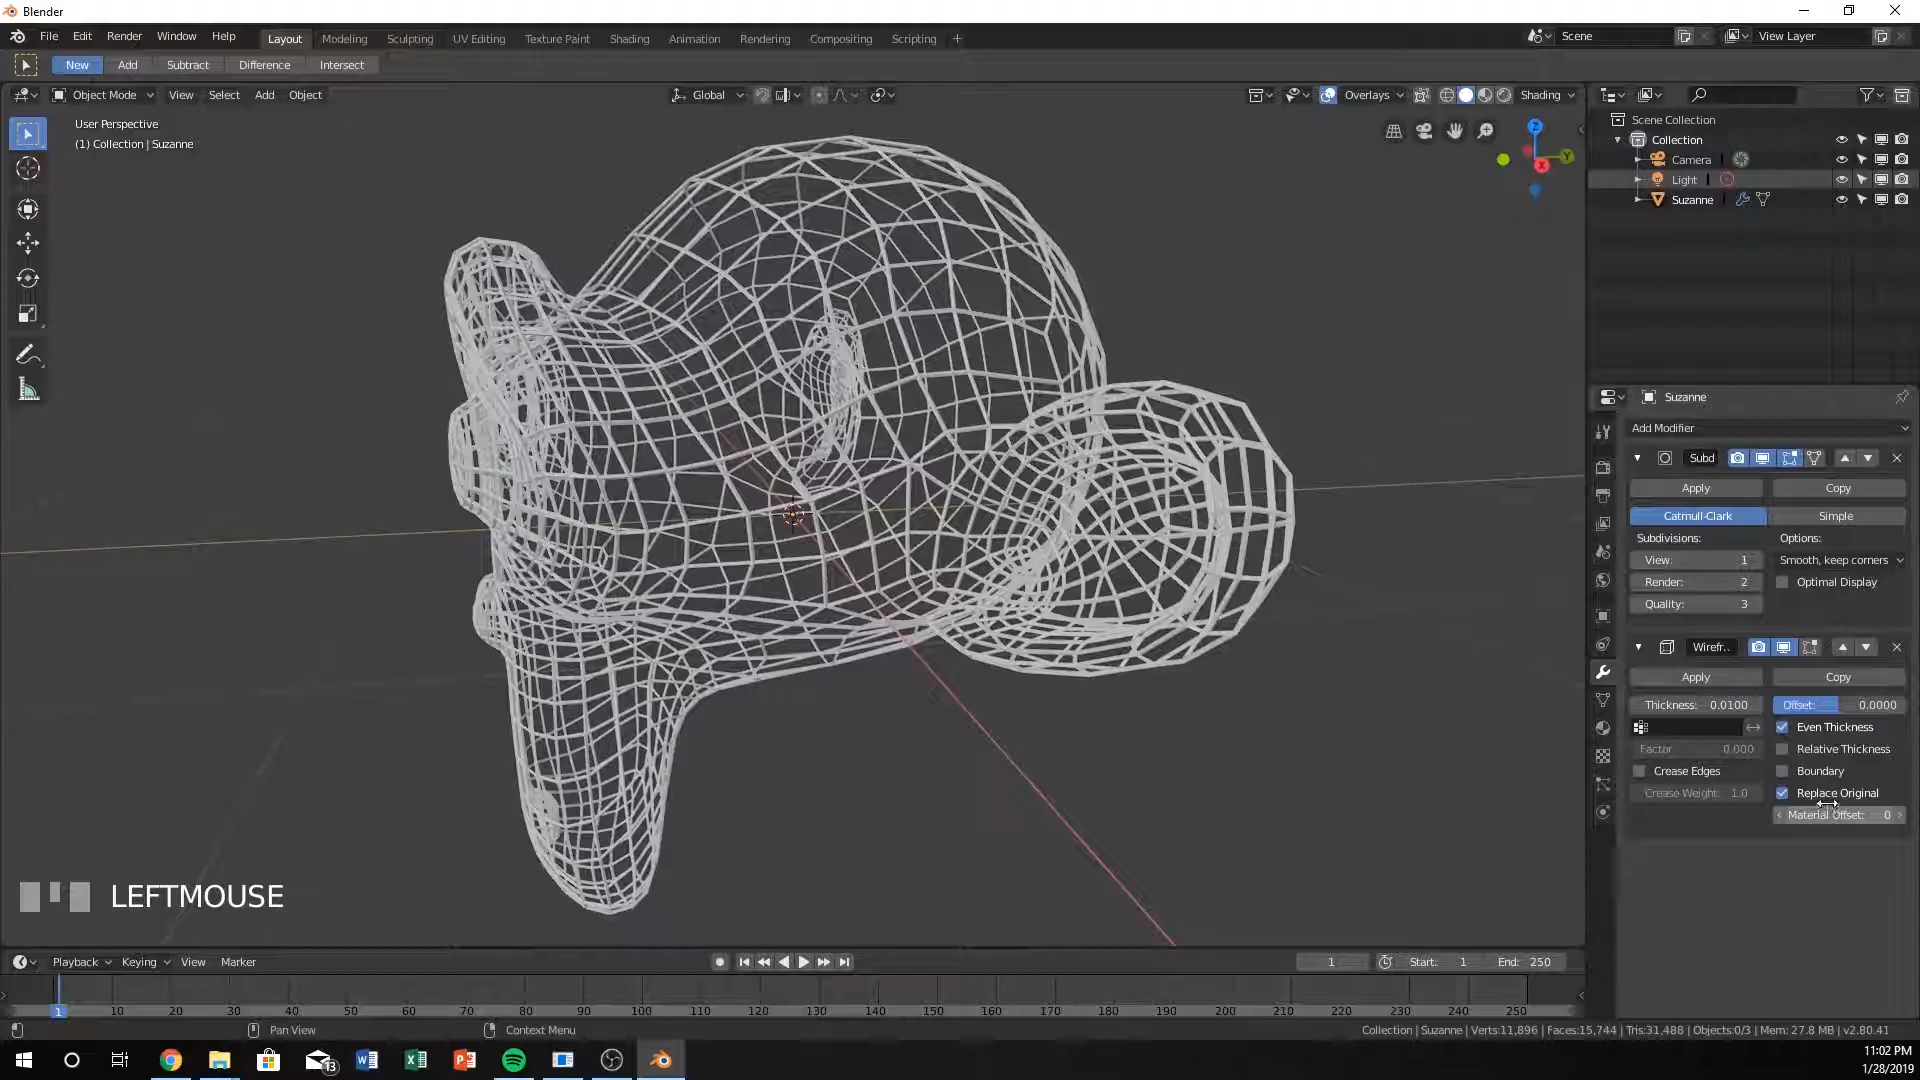 Blender
File Edit Render Window Help Layout Modeling Sculpting UV Editing Texture Paint Shading Animation Rendering Compositing Scripting + Scene View Layer
New Add Subtract Difference Intersect
Object Mode View Select Add Object Global Overlays Shading
User Perspective
(1) Collection | Suzanne
Z
Y
X
Scene Collection
Collection
Camera
Light
Suzanne
Suzanne
Add Modifier
Subd
Apply Copy
Catmull-Clark Simple
Subdivisions: Options:
View: 1 Smooth, keep corners
Render: 2 Optimal Display
Quality: 3
Wirefr..
Apply Copy
Thickness: 0.0100 Offset: 0.0000
Even Thickness
Factor 0.000 Relative Thickness
Crease Edges Boundary
Crease Weight: 1.0 Replace Original
Material Offset: 0
LEFTMOUSE
Playback Keying View Marker 1 Start: 1 End: 250
1 10 20 30 40 50 60 70 80 90 100 110 120 130 140 150 160 170 180 190 200 210 220 230 240 250
Pan View Context Menu Collection | Suzanne | Verts:11,896 | Faces:15,744 | Tris:31,488 | Objects:0/3 | Mem: 27.8 MB | v2.80.41
13
11:02 PM
1/28/2019